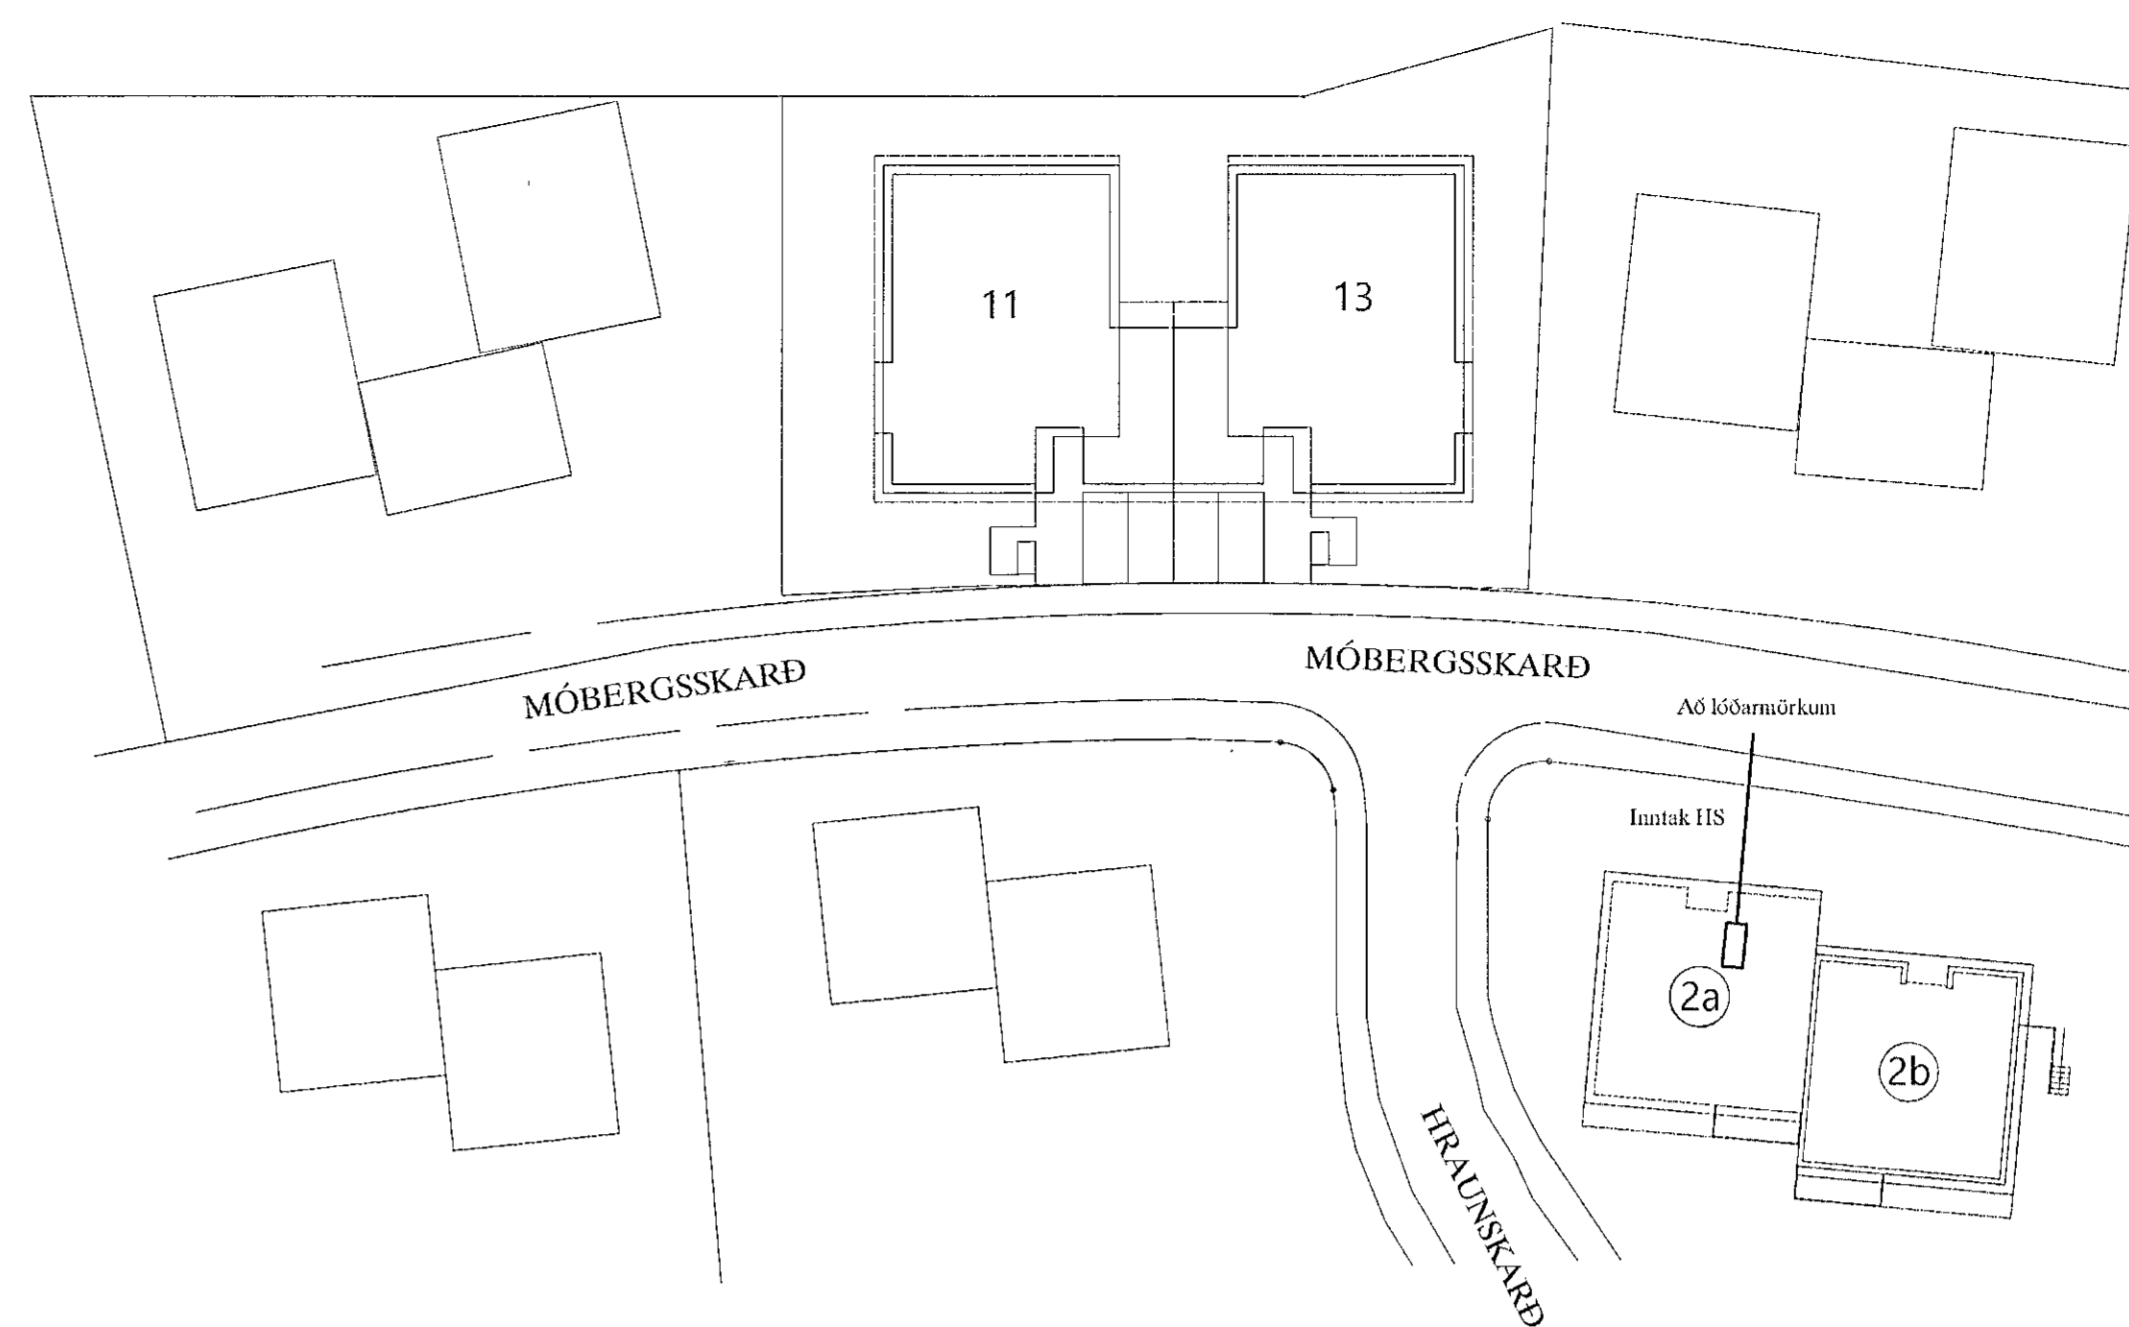 11
13
MÓBERGSSKARÐ
MÓBERGSSKARÐ
Að lóðarmörkum
Inntak HS
2a
2b
HRAUNSKARÐ